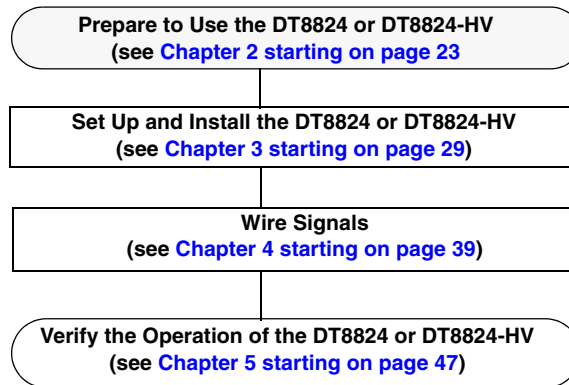 Prepare to Use the DT8824 or DT8824-HV
(see Chapter 2 starting on page 23
Set Up and Install the DT8824 or DT8824-HV
(see Chapter 3 starting on page 29)
Wire Signals
(see Chapter 4 starting on page 39)
Verify the Operation of the DT8824 or DT8824-HV
(see Chapter 5 starting on page 47)